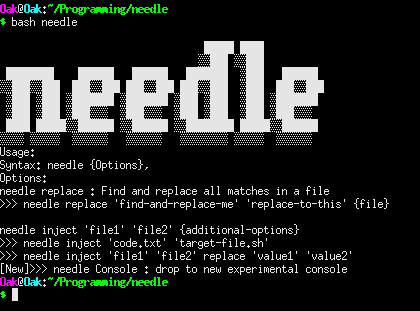 Oak@Oak:~/Programming/needle
$ bash needle
needle
Usage:
Syntax: needle {Options},
Options:
needle replace : Find and replace all matches in a file
>>> needle replace 'find-and-replace-me' 'replace-to-this' {file}
needle inject 'file1' 'file2' {additional-options}
>>> needle inject 'code.txt' 'target-file.sh'
>>> needle inject 'file1' 'file2' replace 'value1' 'value2'
[New]>>> needle Console : drop to new experimental console
Oak@Oak:~/Programming/needle
$